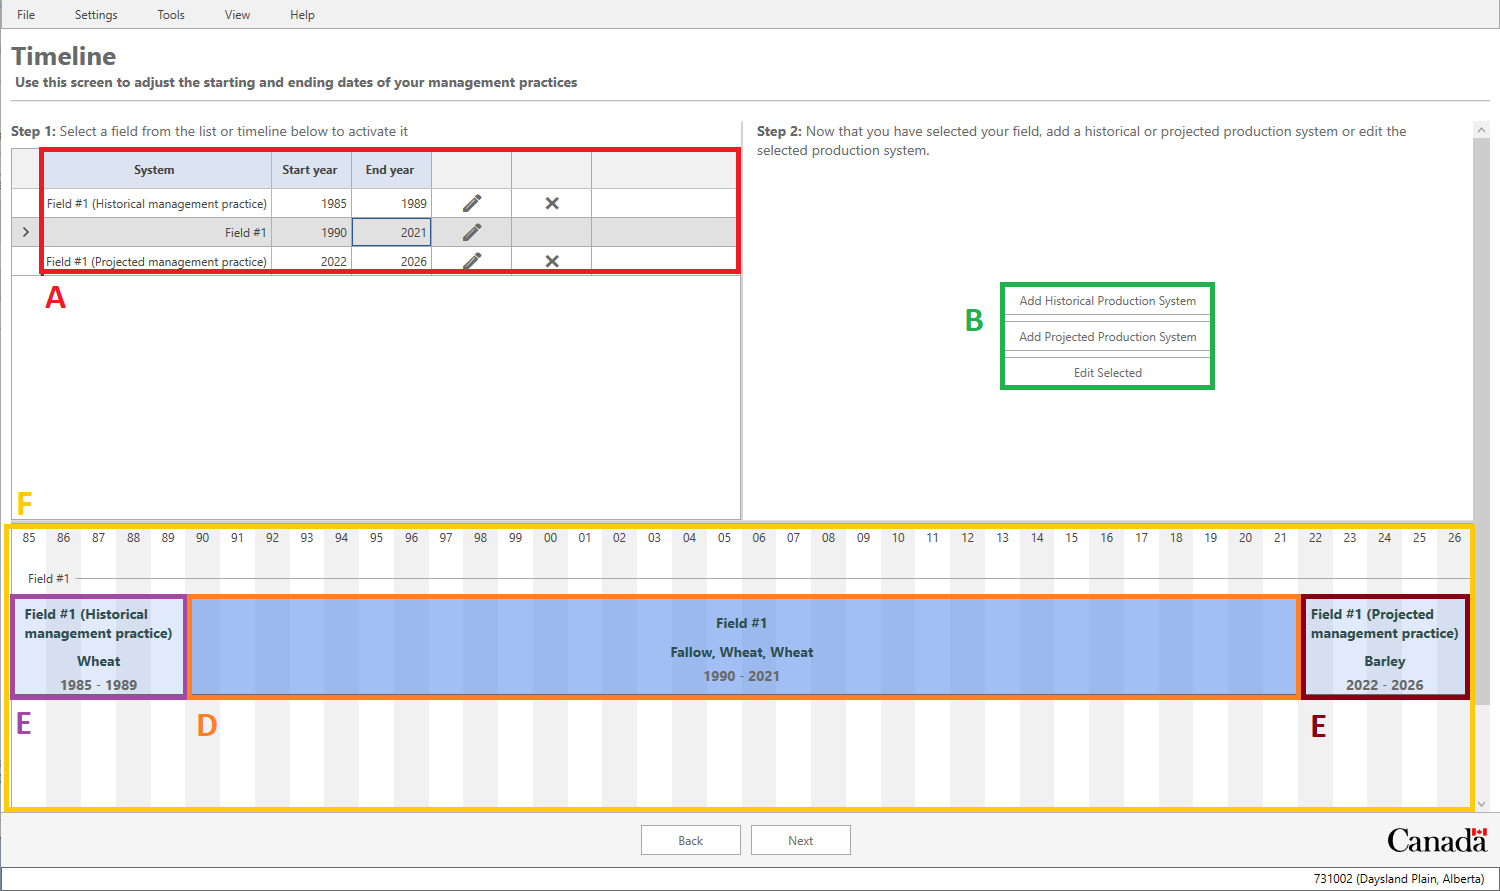 File Settings Tools View Help
Timeline
Use this screen to adjust the starting and ending dates of your management practices
Step 1: Select a field from the list or timeline below to activate it
System Start year End year
Field #1 (Historical management practice) 1985 1989
Field #1 1990 2021
Field #1 (Projected management practice) 2022 2026
A
Step 2: Now that you have selected your field, add a historical or projected production system or edit the
selected production system.
B
Add Historical Production System
Add Projected Production System
Edit Selected
F
85 86 87 88 89 90 91 92 93 94 95 96 97 98 99 00 01 02 03 04 05 06 07 08 09 10 11 12 13 14 15 16 17 18 19 20 21 22 23 24 25 26
Field #1
Field #1 (Historical
management practice)
Wheat
1985 - 1989
Field #1
Fallow, Wheat, Wheat
1990 - 2021
Field #1 (Projected
management practice)
Barley
2022 - 2026
E
D
E
Back Next
Canada
731002 (Daysland Plain, Alberta)